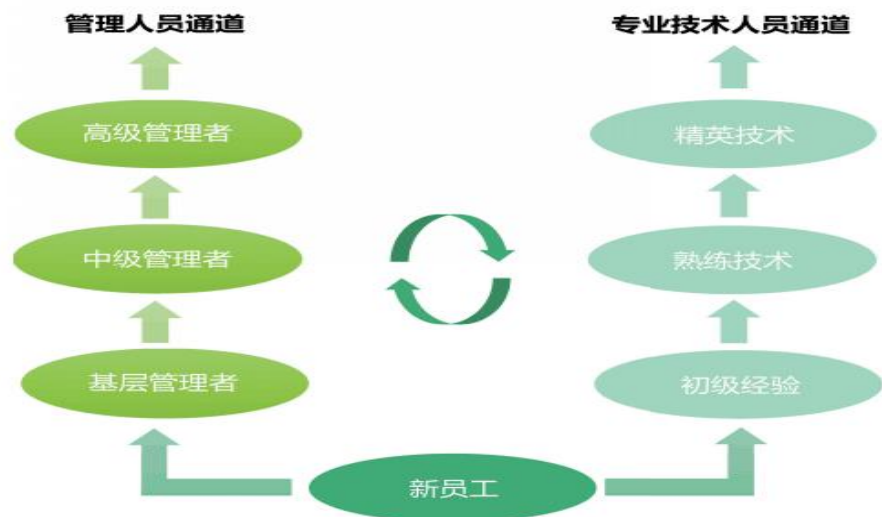 管理人员通道
专业技术人员通道
高级管理者
精英技术
中级管理者
熟练技术
基层管理者
初级经验
新员工